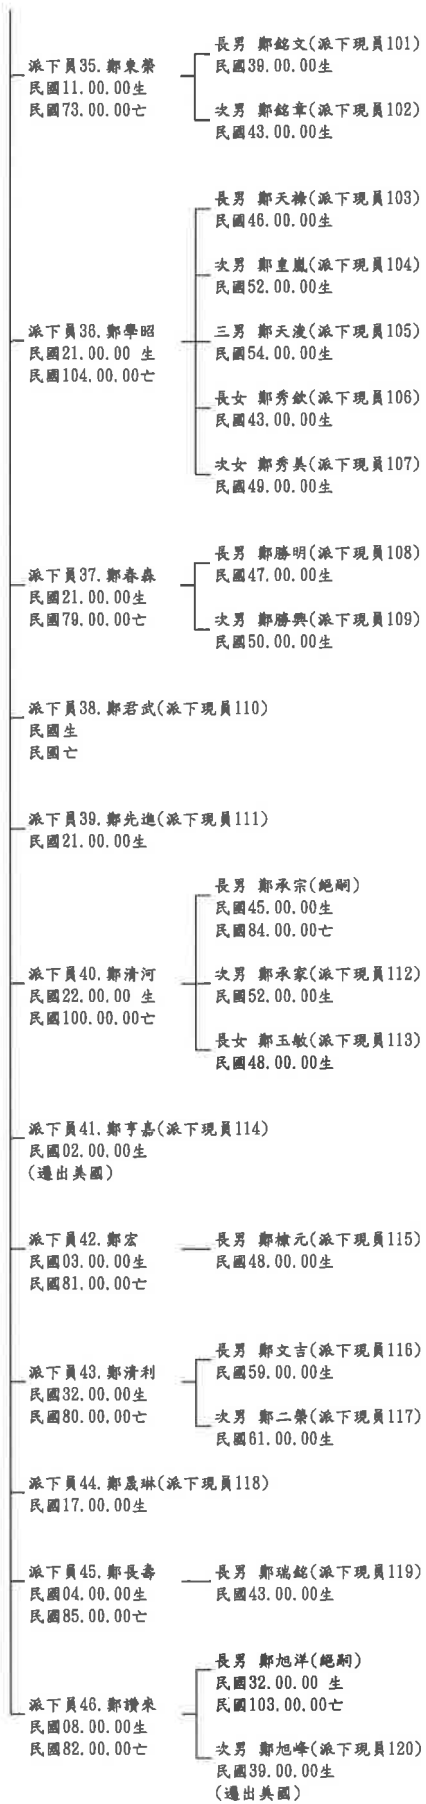 派下員35.鄭東榮
民國11.00.00生
民國73.00.00亡
長男 鄭銘文(派下現員101)
民國39.00.00生
次男 鄭銘章(派下現員102)
民國43.00.00生
派下員36.鄭學昭
民國21.00.00 生
民國104.00.00亡
長男 鄭天祿(派下現員103)
民國46.00.00生
次男 鄭重嵐(派下現員104)
民國52.00.00生
三男 鄭天浚(派下現員105)
民國54.00.00生
長女 鄭秀欽(派下現員106)
民國43.00.00生
次女 鄭秀美(派下現員107)
民國49.00.00生
派下員37.鄭春森
民國21.00.00生
民國79.00.00亡
長男 鄭勝明(派下現員108)
民國47.00.00生
次男 鄭勝興(派下現員109)
民國50.00.00生
派下員38.鄭君武(派下現員110)
民國生
民國亡
派下員39.鄭先進(派下現員111)
民國21.00.00生
派下員40.鄭清河
民國22.00.00 生
民國100.00.00亡
長男 鄭承宗(絕嗣)
民國45.00.00生
民國84.00.00亡
次男 鄭承家(派下現員112)
民國52.00.00生
長女 鄭玉敏(派下現員113)
民國48.00.00生
派下員41.鄭亨嘉(派下現員114)
民國02.00.00生
(遷出美國)
派下員42.鄭宏
民國03.00.00生
民國81.00.00亡
長男 鄭榱元(派下現員115)
民國48.00.00生
派下員43.鄭清利
民國32.00.00生
民國80.00.00亡
長男 鄭文吉(派下現員116)
民國59.00.00生
次男 鄭二榮(派下現員117)
民國61.00.00生
派下員44.鄭晟琳(派下現員118)
民國17.00.00生
派下員45.鄭長壽
民國04.00.00生
民國85.00.00亡
長男 鄭瑞銘(派下現員119)
民國43.00.00生
派下員46.鄭讚來
民國08.00.00生
民國82.00.00亡
長男 鄭旭洋(絕嗣)
民國32.00.00 生
民國103.00.00亡
次男 鄭旭峰(派下現員120)
民國39.00.00生
(遷出美國)